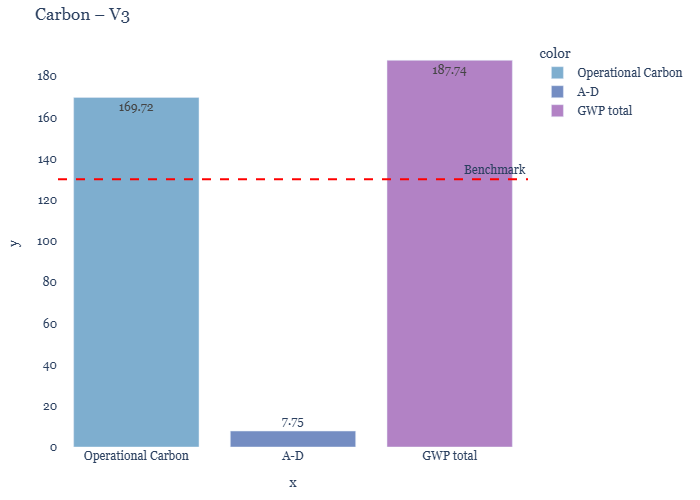 Carbon – V3
color
Operational Carbon
A-D
GWP total
180
160
140
120
100
80
60
40
20
0
y
169.72
7.75
187.74
Benchmark
Operational Carbon
A-D
GWP total
x